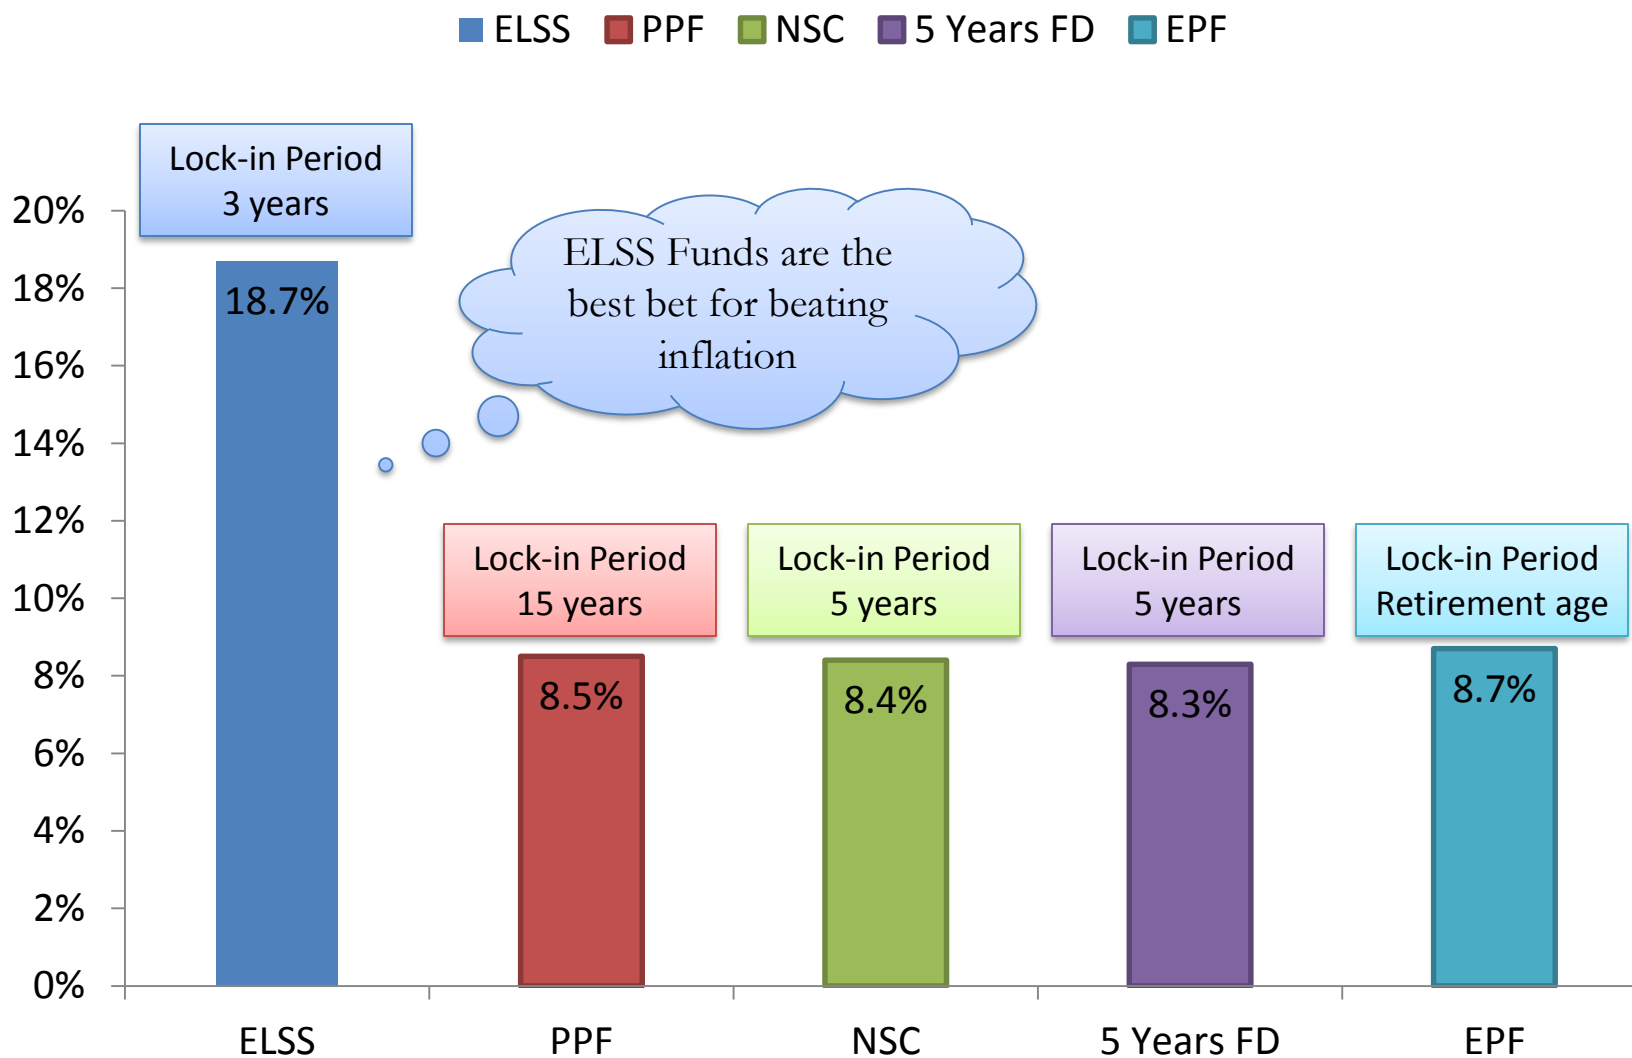 ELSS PPF NSC 5 Years FD EPF
Lock-in Period
3 years
ELSS Funds are the
best bet for beating
inflation
20%
18%
16%
14%
12%
10%
8%
6%
4%
2%
0%
18.7%
Lock-in Period
15 years
8.5%
Lock-in Period
5 years
8.4%
Lock-in Period
5 years
8.3%
Lock-in Period
Retirement age
8.7%
ELSS PPF NSC 5 Years FD EPF